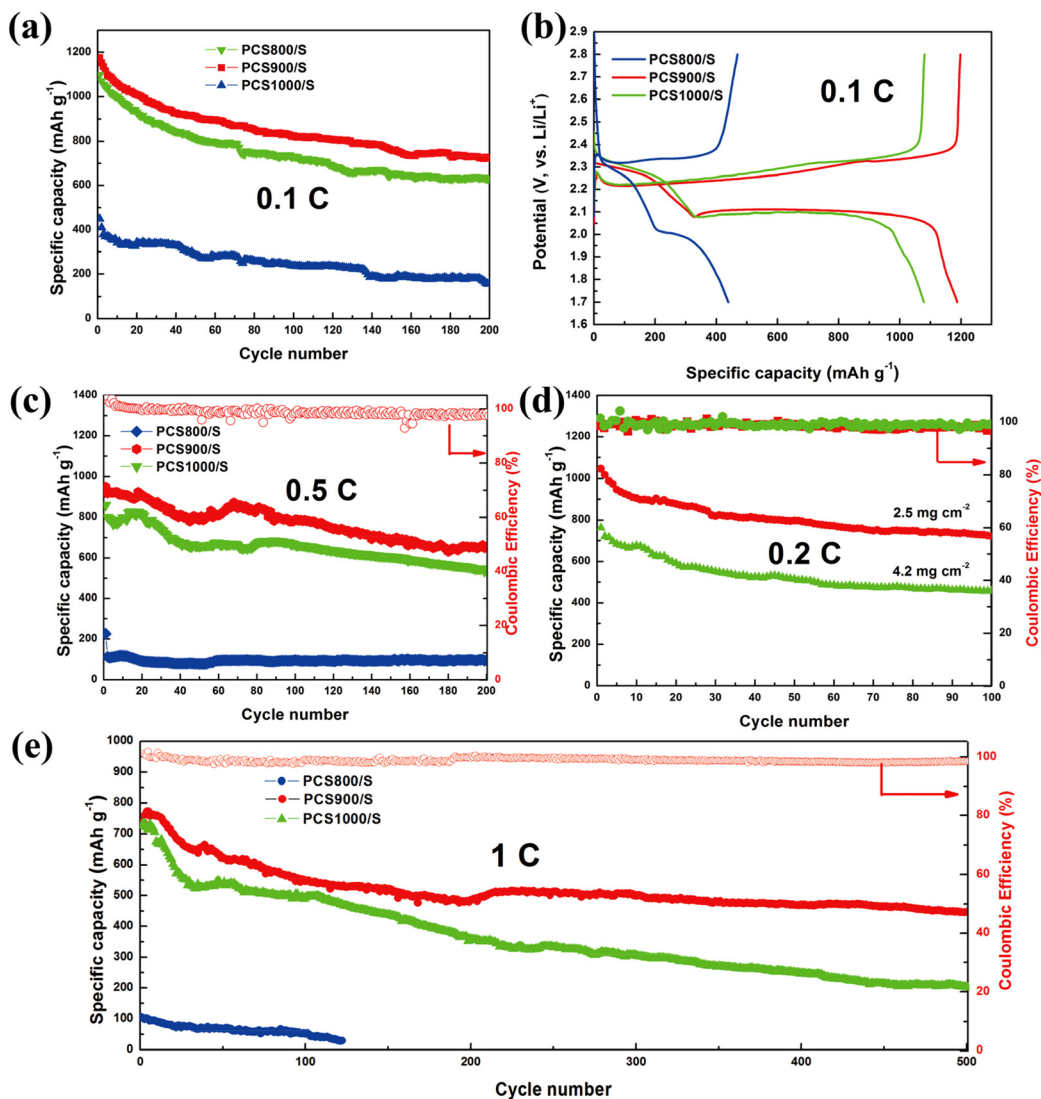 (a)
1200
1000
800
600
400
200
0
0 20 40 60 80 100 120 140 160 180 200
Specific capacity (mAh g-1)
Cycle number
PCS800/S
PCS900/S
PCS1000/S
0.1 C
(b)
2.9
2.8
2.7
2.6
2.5
2.4
2.3
2.2
2.1
2.0
1.9
1.8
1.7
1.6
0 200 400 600 800 1000 1200
Potential (V, vs. Li/Li+)
Specific capacity (mAh g-1)
PCS800/S
PCS900/S
PCS1000/S
0.1 C
(c)
1400
1200
1000
800
600
400
200
0
0 20 40 60 80 100 120 140 160 180 200
Specific capacity (mAh g-1)
Cycle number
PCS800/S
PCS900/S
PCS1000/S
0.5 C
100
80
60
40
20
0
Coulombic Efficiency (%)
(d)
1400
1300
1200
1100
1000
900
800
700
600
500
400
300
200
100
0
0 10 20 30 40 50 60 70 80 90 100
Specific capacity (mAh g-1)
Cycle number
2.5 mg cm-2
0.2 C
4.2 mg cm-2
100
80
60
40
20
0
Coulombic Efficiency (%)
(e)
1000
900
800
700
600
500
400
300
200
100
50
0
0 100 200 300 400 500
Specific capacity (mAh g-1)
Cycle number
PCS800/S
PCS900/S
PCS1000/S
1 C
100
80
60
40
20
0
Coulombic Efficiency (%)